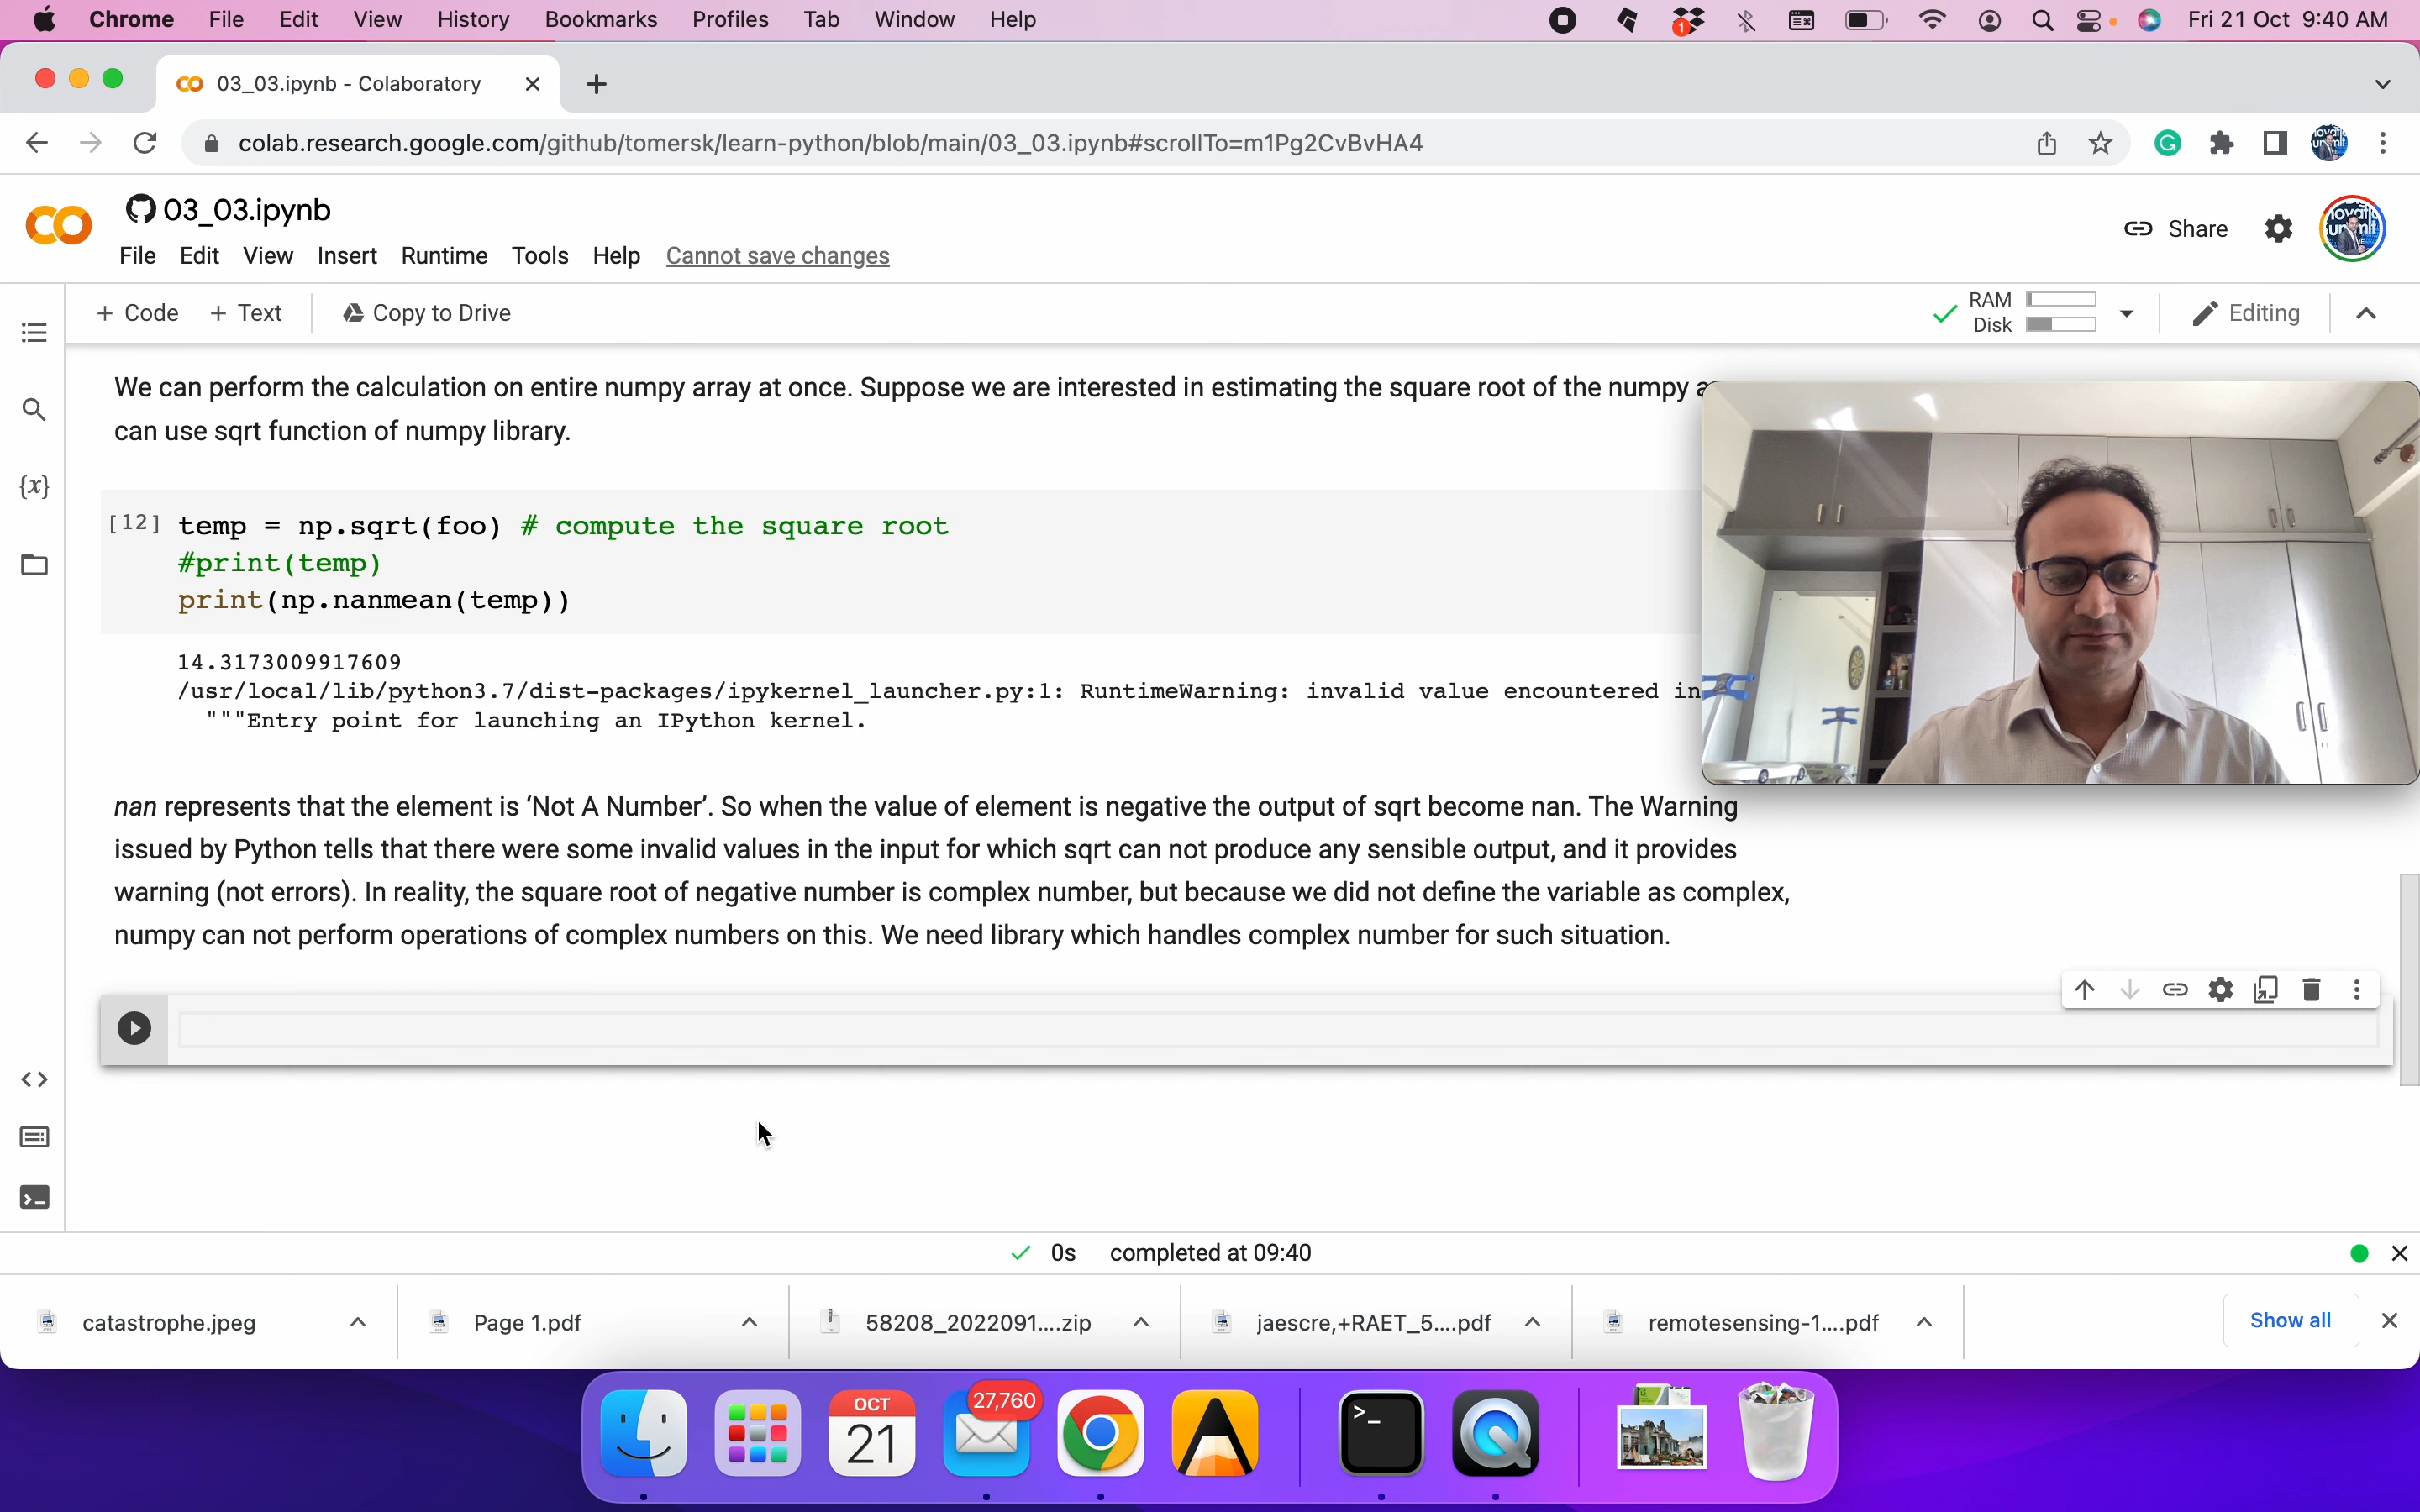 Chrome File Edit View History Bookmarks Profiles Tab Window Help
1
Fri 21 Oct 9:40 AM
03_03.ipynb - Colaboratory
colab.research.google.com/github/tomersk/learn-python/blob/main/03_03.ipynb#scrollTo=m1Pg2CvBvHA4
03_03.ipynb
Share
File Edit View Insert Runtime Tools Help Cannot save changes
+ Code + Text Copy to Drive
RAM
Disk
Editing
We can perform the calculation on entire numpy array at once. Suppose we are interested in estimating the square root of the numpy
can use sqrt function of numpy library.
{x}
[12] temp = np.sqrt(foo) # compute the square root
#print(temp)
print(np.nanmean(temp))
14.3173009917609
/usr/local/lib/python3.7/dist-packages/ipykernel_launcher.py:1: RuntimeWarning: invalid value encountered in
"""Entry point for launching an IPython kernel.
nan represents that the element is ‘Not A Number’. So when the value of element is negative the output of sqrt become nan. The Warning
issued by Python tells that there were some invalid values in the input for which sqrt can not produce any sensible output, and it provides
warning (not errors). In reality, the square root of negative number is complex number, but because we did not define the variable as complex,
numpy can not perform operations of complex numbers on this. We need library which handles complex number for such situation.
0s completed at 09:40
catastrophe.jpeg
Page 1.pdf
58208_2022091....zip
jaescre,+RAET_5....pdf
remotesensing-1....pdf
Show all
OCT
21
27,760